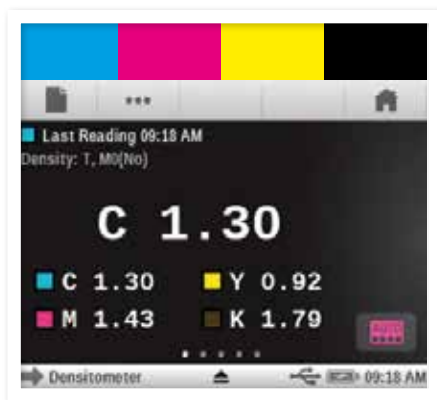 Last Reading 09:18 AM
Density: T, M0(No)
C 1.30
C 1.30 Y 0.92
M 1.43 K 1.79
AUTO
Densitometer 09:18 AM